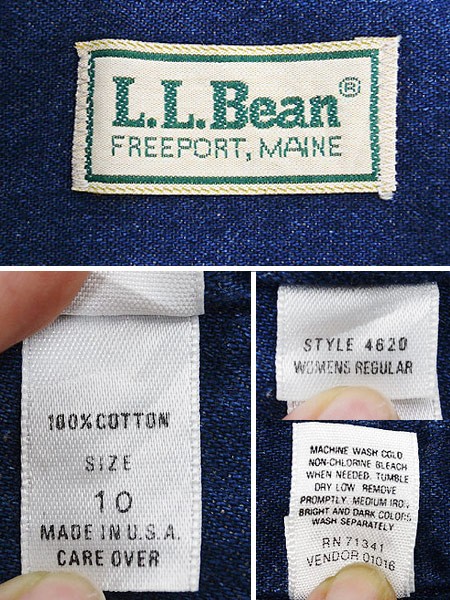 L.L.Bean®
FREEPORT, MAINE
100% COTTON
SIZE
10
MADE IN U.S.A.
CARE OVER
STYLE 4620
WOMENS REGULAR
MACHINE WASH COLD
NON-CHLORINE BLEACH
WHEN NEEDED. TUMBLE
DRY LOW. REMOVE
PROMPTLY. MEDIUM IRON.
BRIGHT AND DARK COLORS
WASH SEPARATELY.
RN 71341
VENDOR 01016